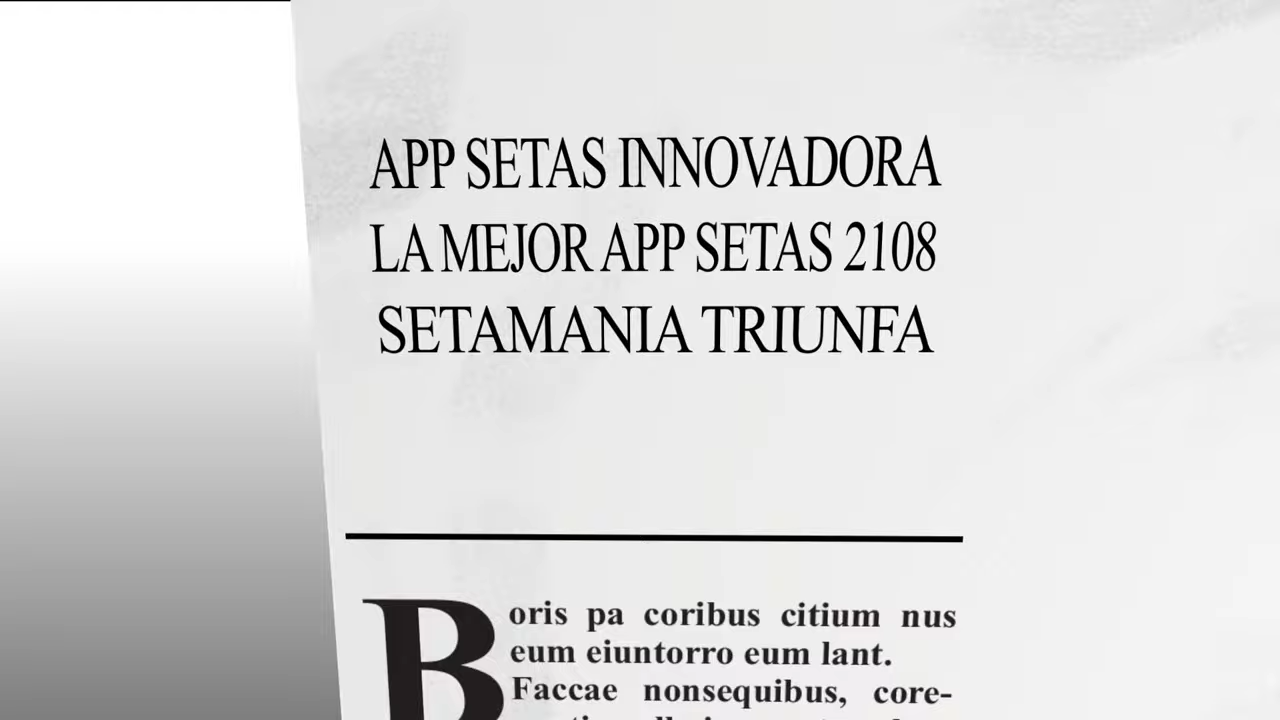 APP SETAS INNOVADORA
LA MEJOR APP SETAS 2108
SETAMANIA TRIUNFA
Boris pa coribus citium nus
eum eiuntorro eum lant.
Faccae nonsequibus, core-